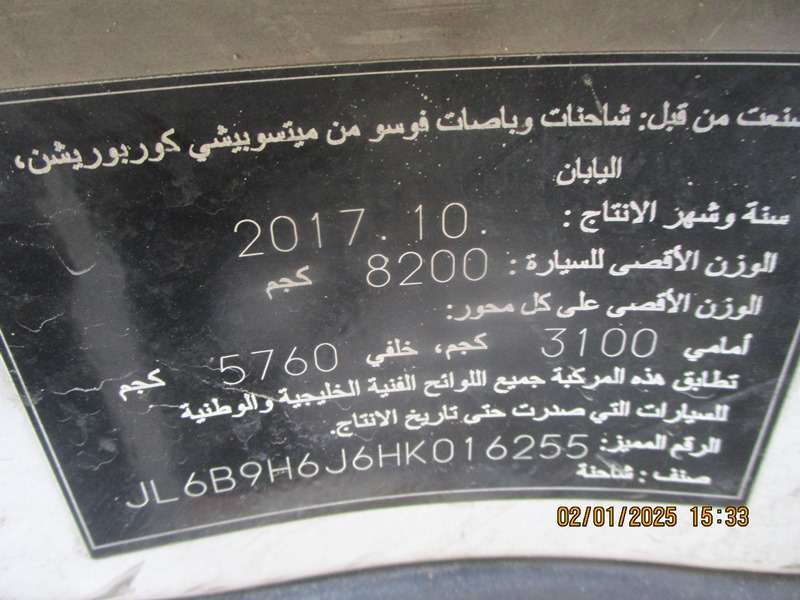 صنعت من قبل: شاحنات وباصات فوسو من ميتسوبيشي كوربوريشن،
اليابان
سنة وشهر الانتاج : 2017.10.
الوزن الأقصى للسيارة : 8200 كجم
الوزن الأقصى على كل محور:
أمامي 3100 كجم، خلفي 5760 كجم
تطابق هذه المركبة جميع اللوائح الفنية الخليجية والوطنية
للسيارات التي صدرت حتى تاريخ الانتاج.
الرقم المميز: JL6B9H6J6HK016255
صنف : شاحنة
02/01/2025 15:33